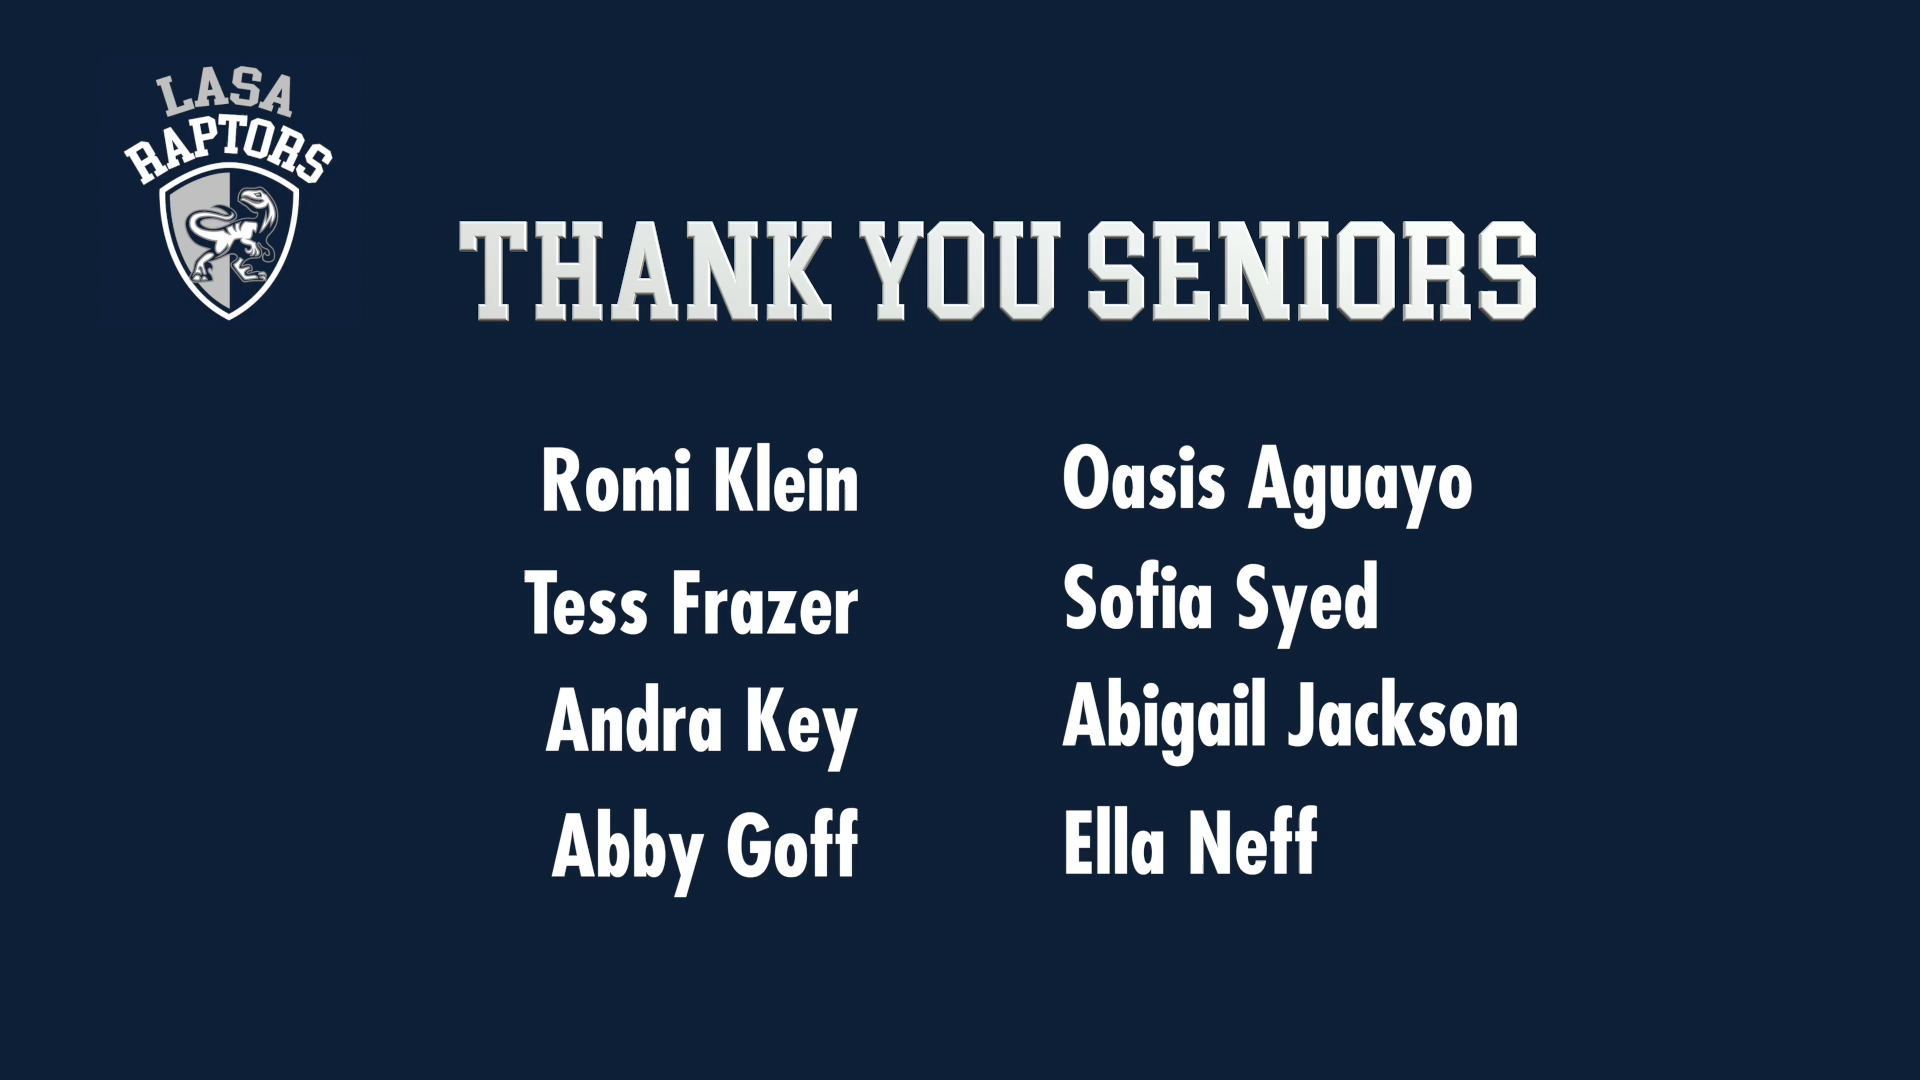 LASA
RAPTORS
THANK YOU SENIORS
Romi Klein
Tess Frazer
Andra Key
Abby Goff
Oasis Aguayo
Sofia Syed
Abigail Jackson
Ella Neff